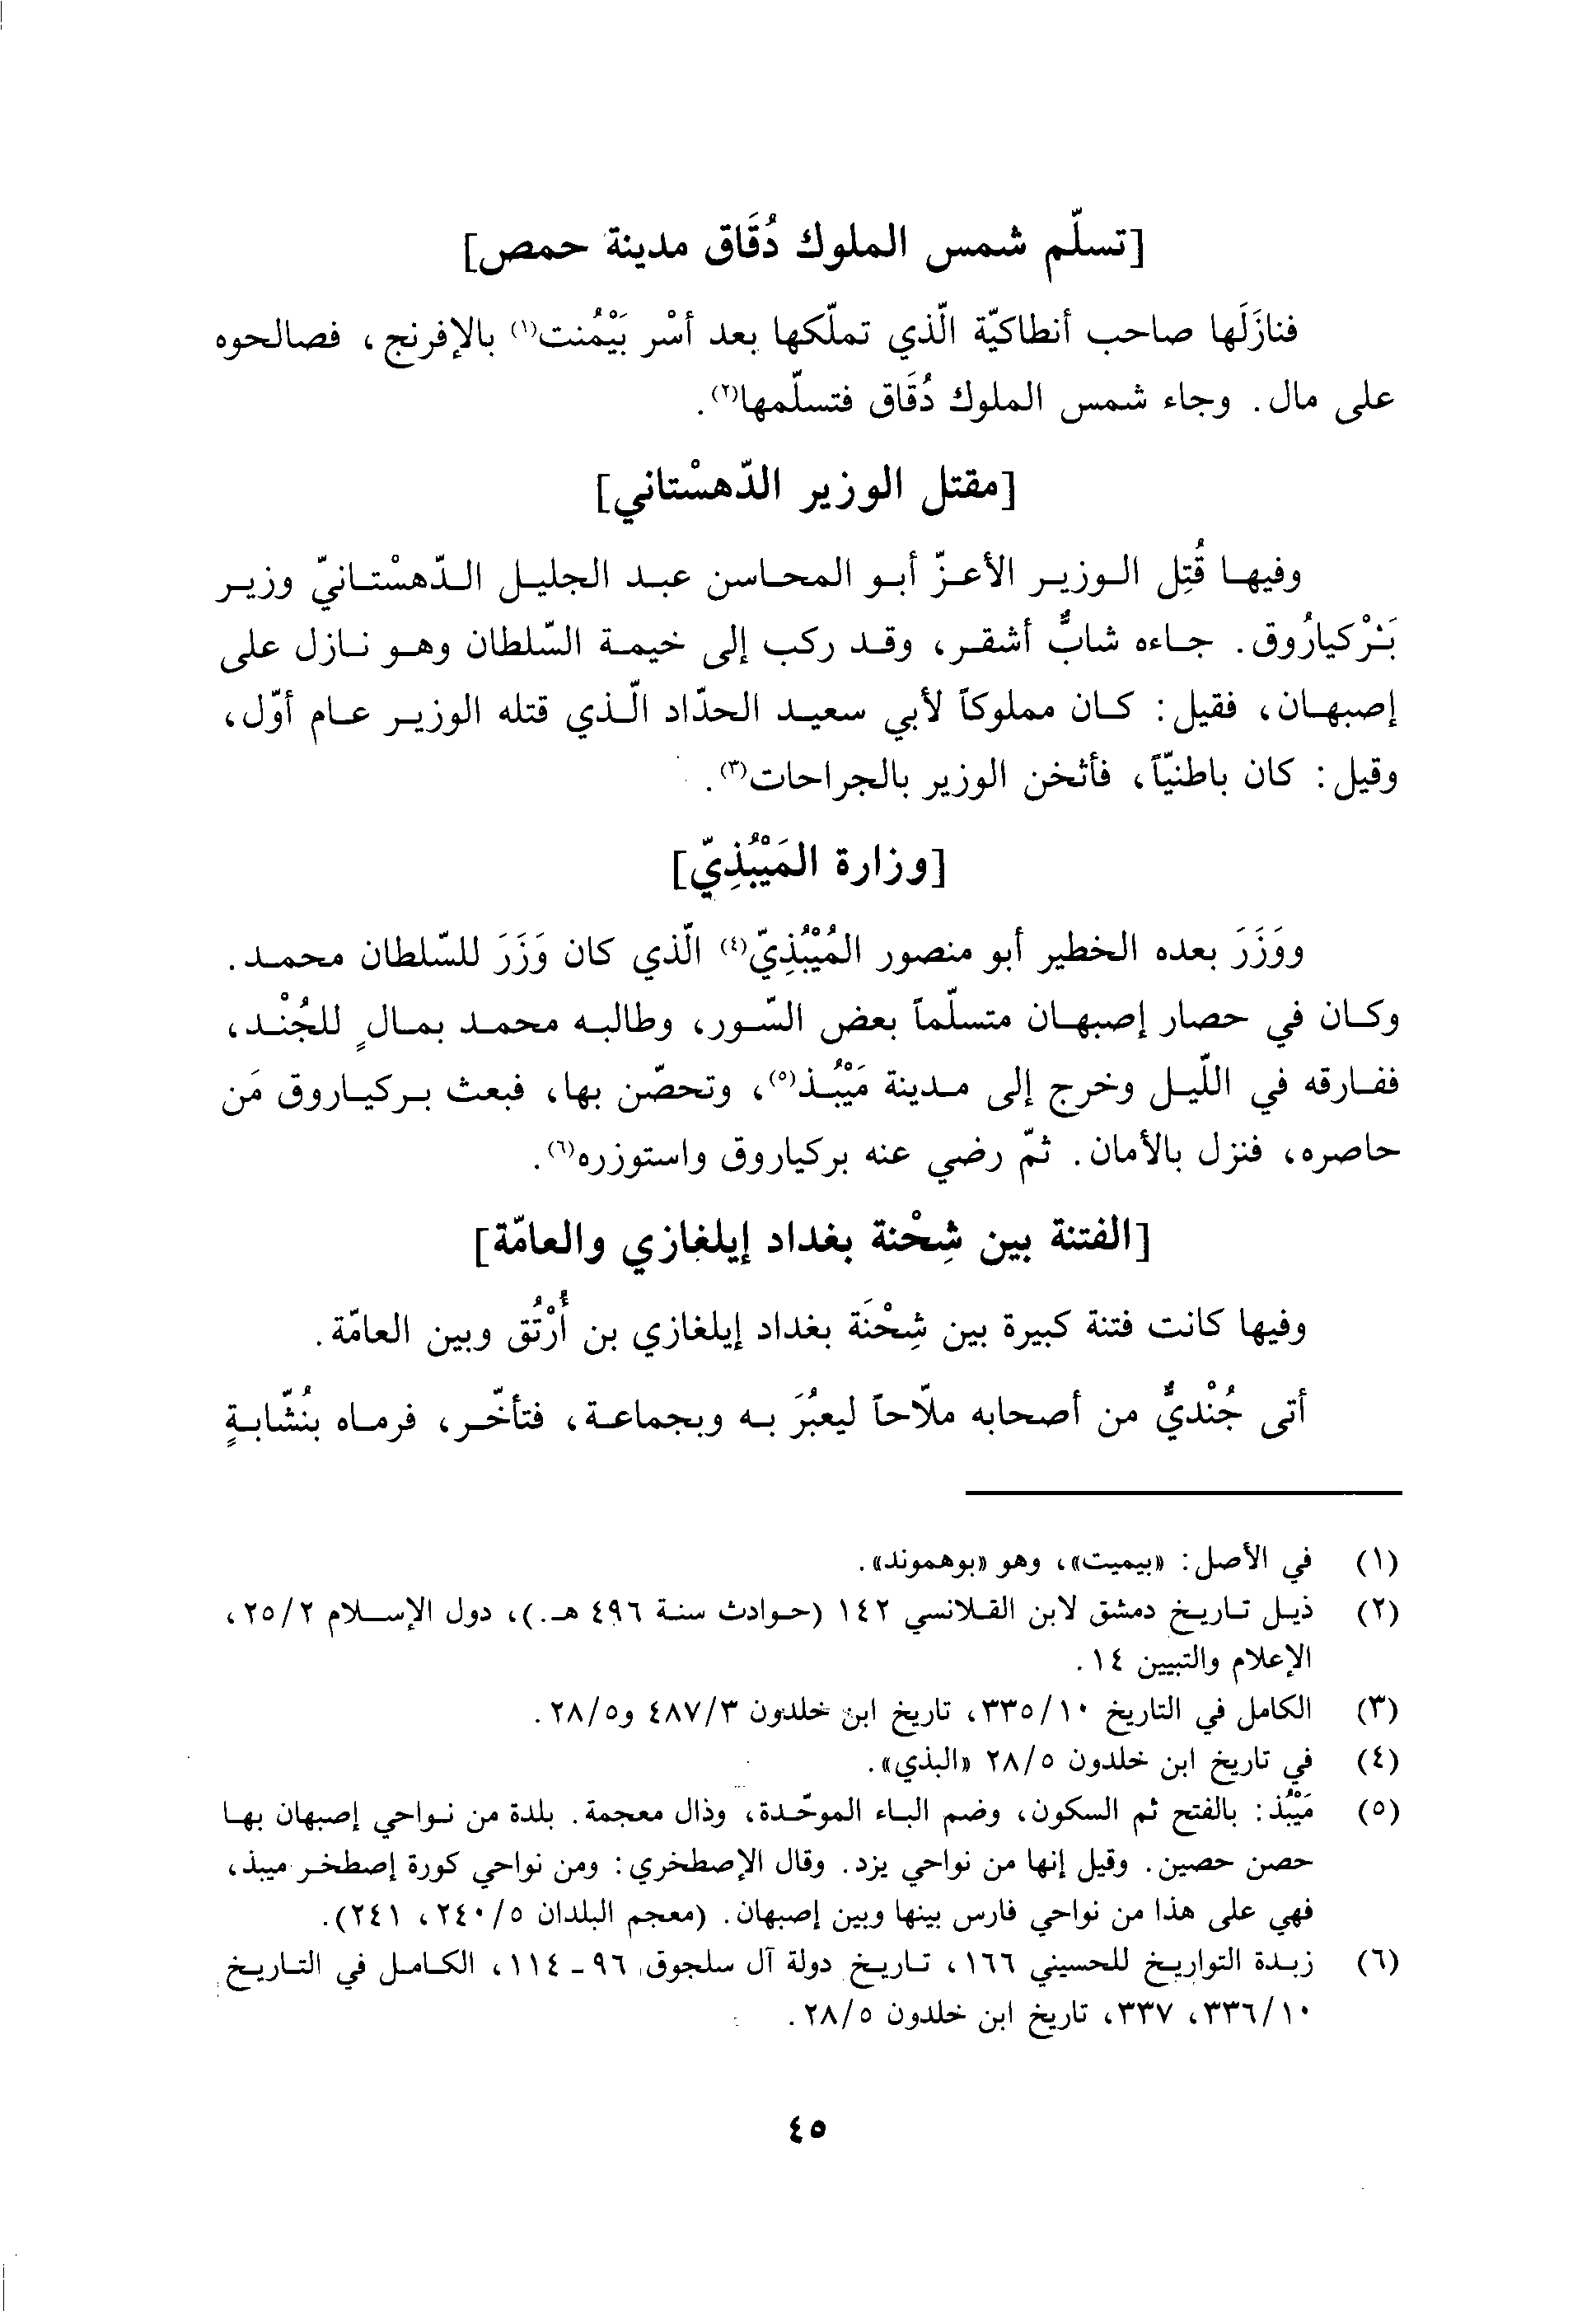 [تسلّم شمس الملوك دُقَاق مدينة حمص]
فنازَلَها صاحب أنطاكيّة الّذي تملّكها بعد أسْر بَيْمُنت(١) بالإفرنج، فصالحوه
على مال. وجاء شمس الملوك دُقَاق فتسلّمها(٢).
[مقتل الوزير الدّهسْتاني]
وفيها قُتِل الوزير الأعزّ أبو المحاسن عبد الجليل الدّهسْتانيّ وزير
بَرْكيارُوق. جاءه شابٌّ أشقر، وقد ركب إلى خيمة السّلطان وهو نازل على
إصبهان، فقيل: كان مملوكاً لأبي سعيد الحدّاد الّذي قتله الوزير عام أوّل،
وقيل: كان باطنيّاً، فأثخن الوزير بالجراحات(٣).
[وزارة المَيْبُذِيّ]
ووَزَرَ بعده الخطير أبو منصور المُيْبُذِيّ(٤) الّذي كان وَزَرَ للسّلطان محمد.
وكان في حصار إصبهان متسلّماً بعض السّور، وطالبه محمد بمالٍ للجُنْد،
ففارقه في اللّيل وخرج إلى مدينة مَيْبُذ(٥)، وتحصّن بها، فبعث بركياروق مَن
حاصره، فنزل بالأمان. ثمّ رضي عنه بركياروق واستوزره(٦).
[الفتنة بين شِحْنة بغداد إيلغازي والعامّة]
وفيها كانت فتنة كبيرة بين شِحْنَة بغداد إيلغازي بن أُرْتُق وبين العامّة.
أتى جُنْديٌّ من أصحابه ملاّحاً ليعبُرَ به وبجماعة، فتأخّر، فرماه بنُشّابةٍ
(١) في الأصل: «بيميت»، وهو «بوهموند».
(٢) ذيل تاريخ دمشق لابن القلانسي ١٤٢ (حوادث سنة ٤٩٦ هـ.)، دول الإسلام ٢/‏٢٥،
الإعلام والتبيين ١٤.
(٣) الكامل في التاريخ ١٠/‏٣٣٥، تاريخ ابن خلدون ٣/‏٤٨٧ و٥/‏٢٨.
(٤) في تاريخ ابن خلدون ٥/‏٢٨ «البذي».
(٥) مَيْبُذ: بالفتح ثم السكون، وضم الباء الموحّدة، وذال معجمة. بلدة من نواحي إصبهان بها
حصن حصين. وقيل إنها من نواحي يزد. وقال الإصطخري: ومن نواحي كورة إصطخر ميبذ،
فهي على هذا من نواحي فارس بينها وبين إصبهان. (معجم البلدان ٥/‏٢٤٠، ٢٤١).
(٦) زبدة التواريخ للحسيني ١٦٦، تاريخ دولة آل سلجوق ٩٦ - ١١٤، الكامل في التاريخ
١٠/‏٣٣٦، ٣٣٧، تاريخ ابن خلدون ٥/‏٢٨.
٤٥